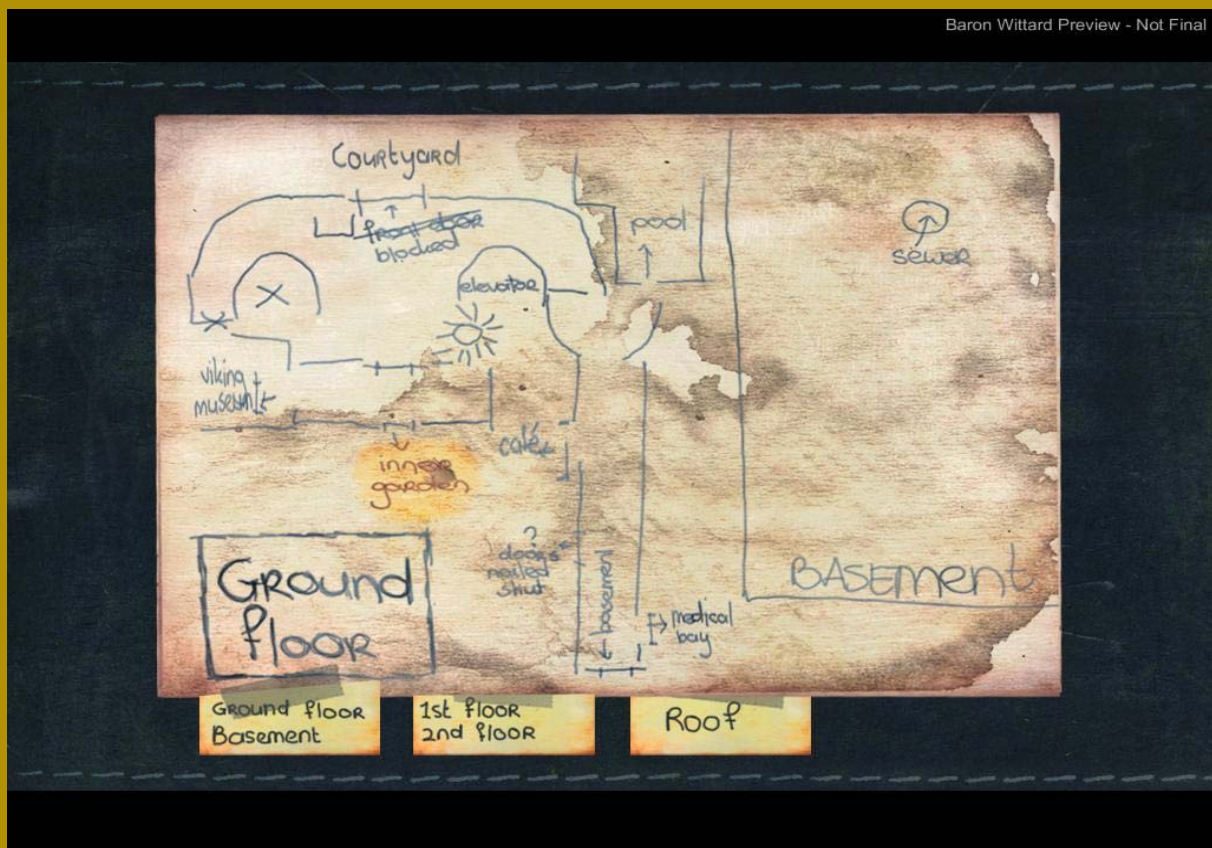 Baron Wittard Preview - Not Final
Courtyard
front door
blocked
pool
sewer
elevator
viking
museum
café
inner
garden
?
doors
nailed
shut
basement
medical
bay
BASEMENT
GROUND
floor
GROUND floor
Basement
1st floor
2nd floor
Roof